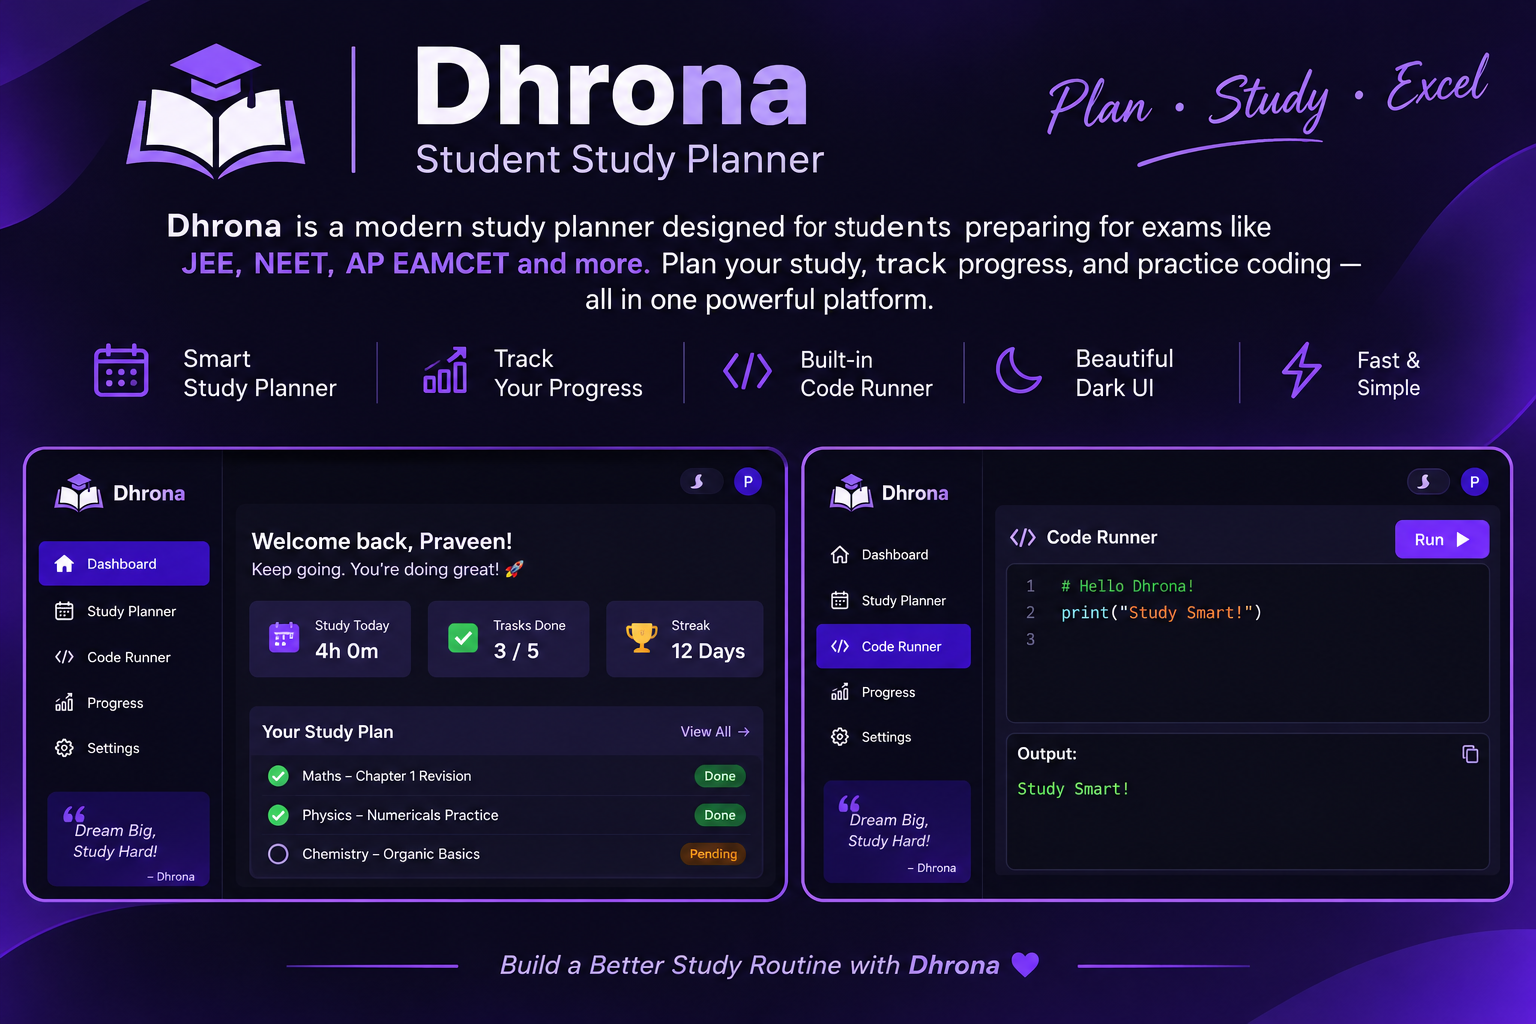 Dhrona
Student Study Planner
Plan · Study · Excel
Dhrona is a modern study planner designed for students preparing for exams like
JEE, NEET, AP EAMCET and more. Plan your study, track progress, and practice coding —
all in one powerful platform.
Smart
Study Planner
Track
Your Progress
Built-in
Code Runner
Beautiful
Dark UI
Fast &
Simple
Dhrona
Dashboard
Study Planner
Code Runner
Progress
Settings
“
Dream Big,
Study Hard!
– Dhrona
P
Welcome back, Praveen!
Keep going. You’re doing great! 🚀
Study Today
4h 0m
Trasks Done
3 / 5
Streak
12 Days
Your Study Plan
View All →
Maths – Chapter 1 Revision Done
Physics – Numericals Practice Done
Chemistry – Organic Basics Pending
Dhrona
Dashboard
Study Planner
Code Runner
Progress
Settings
“
Dream Big,
Study Hard!
– Dhrona
P
</> Code Runner
Run ▶
1 # Hello Dhrona!
2 print("Study Smart!")
3
Output:
Study Smart!
Build a Better Study Routine with Dhrona 💜